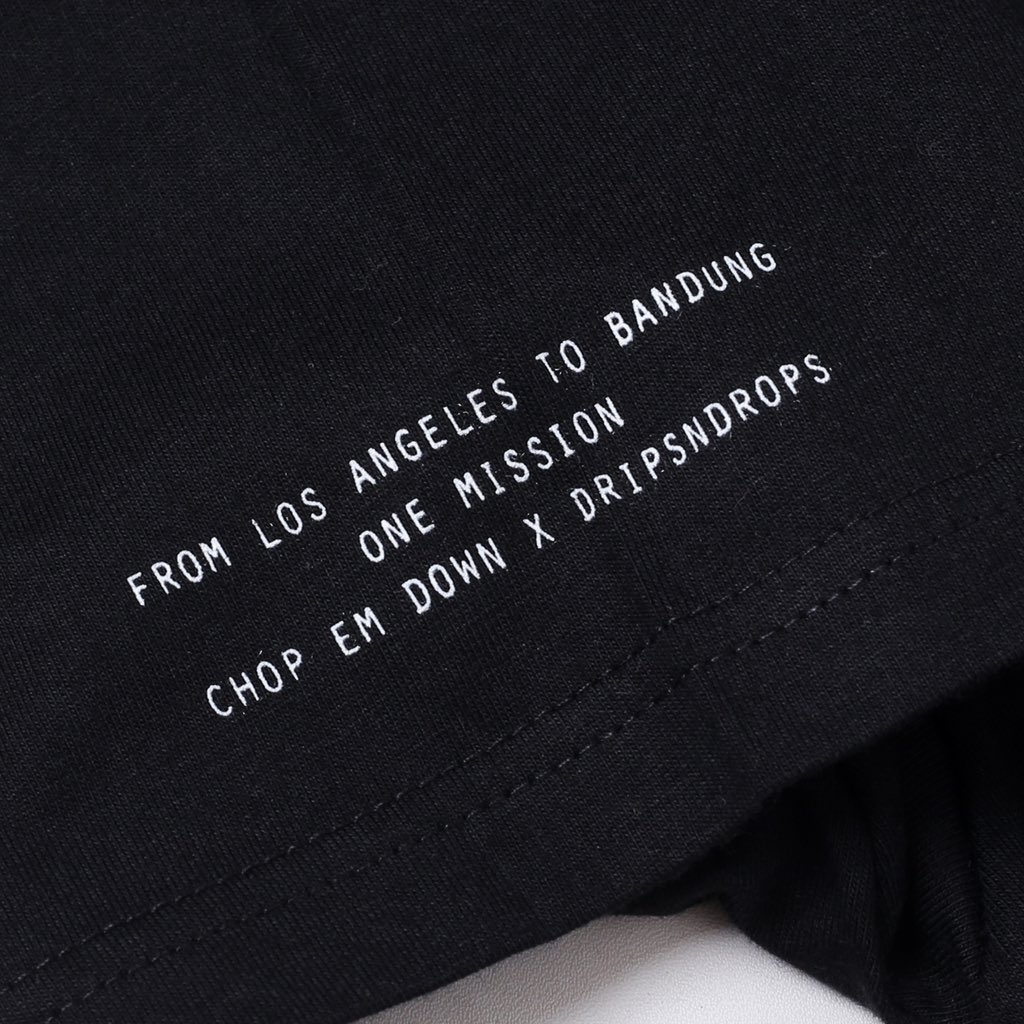 FROM LOS ANGELES TO BANDUNG
ONE MISSION
CHOP EM DOWN X DRIPSNDROPS